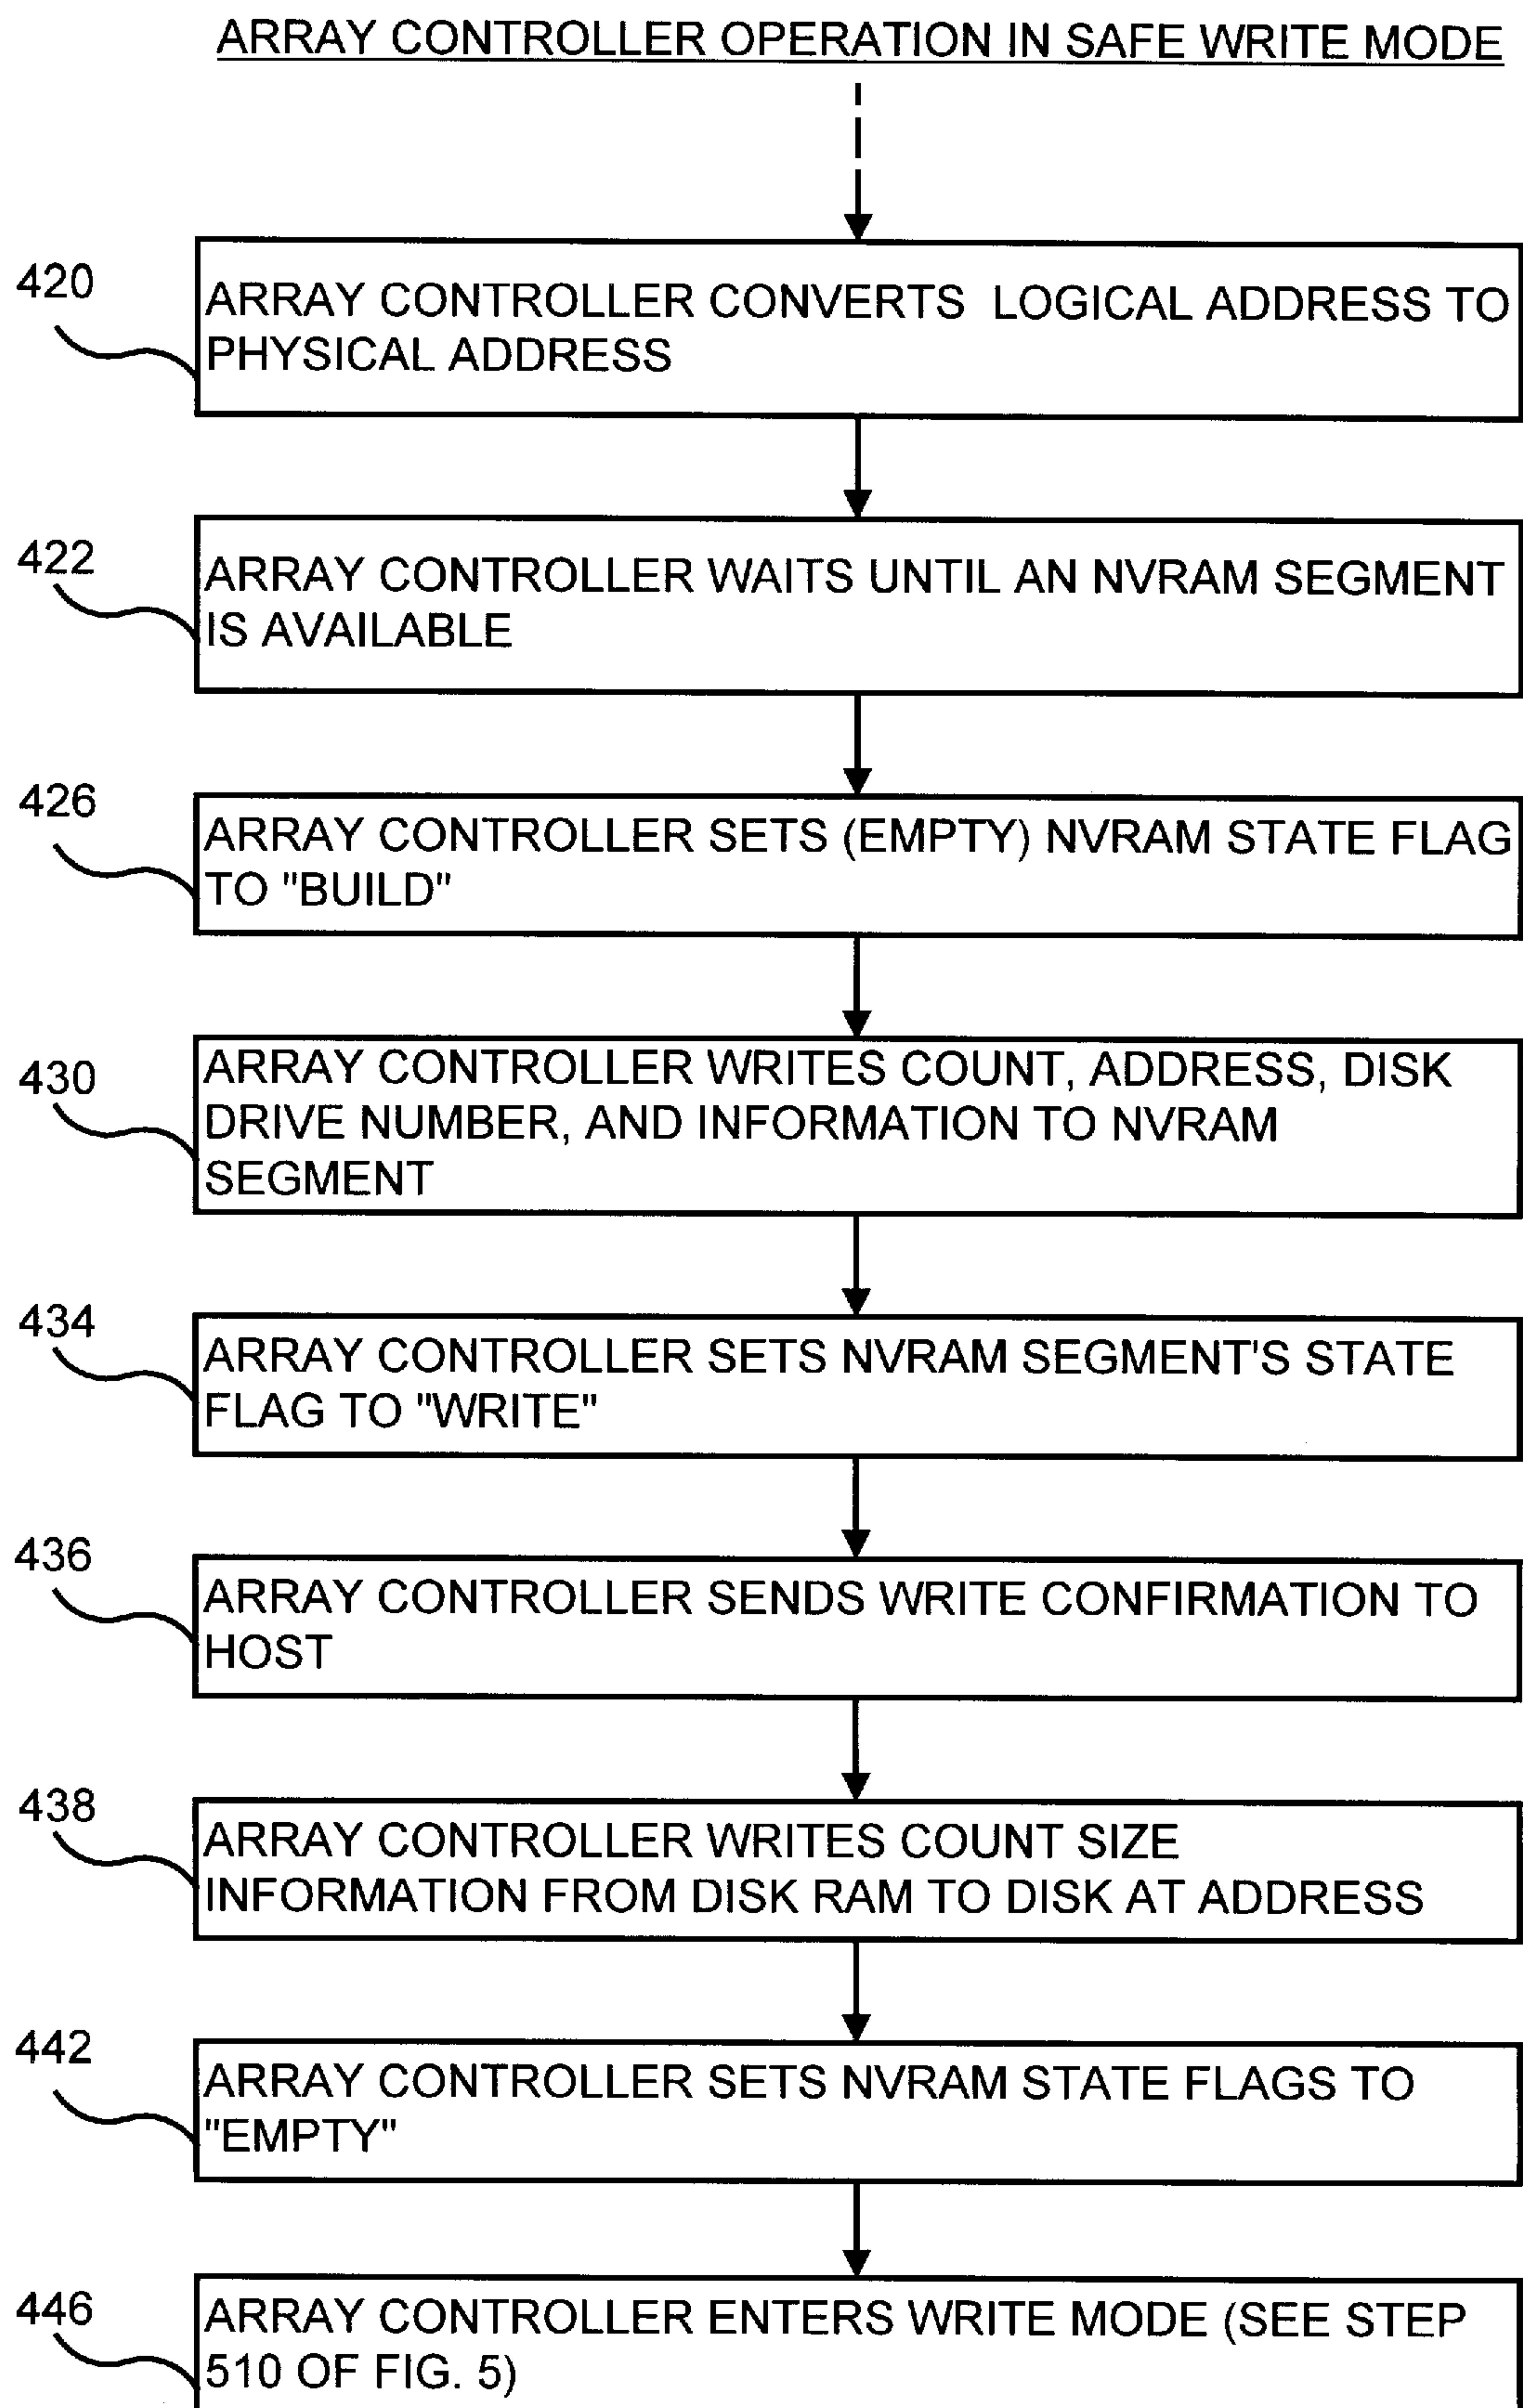 ARRAY CONTROLLER OPERATION IN SAFE WRITE MODE
420
ARRAY CONTROLLER CONVERTS LOGICAL ADDRESS TO
PHYSICAL ADDRESS
422
ARRAY CONTROLLER WAITS UNTIL AN NVRAM SEGMENT
IS AVAILABLE
426
ARRAY CONTROLLER SETS (EMPTY) NVRAM STATE FLAG
TO "BUILD"
430
ARRAY CONTROLLER WRITES COUNT, ADDRESS, DISK
DRIVE NUMBER, AND INFORMATION TO NVRAM
SEGMENT
434
ARRAY CONTROLLER SETS NVRAM SEGMENT'S STATE
FLAG TO "WRITE"
436
ARRAY CONTROLLER SENDS WRITE CONFIRMATION TO
HOST
438
ARRAY CONTROLLER WRITES COUNT SIZE
INFORMATION FROM DISK RAM TO DISK AT ADDRESS
442
ARRAY CONTROLLER SETS NVRAM STATE FLAGS TO
"EMPTY"
446
ARRAY CONTROLLER ENTERS WRITE MODE (SEE STEP
510 OF FIG. 5)